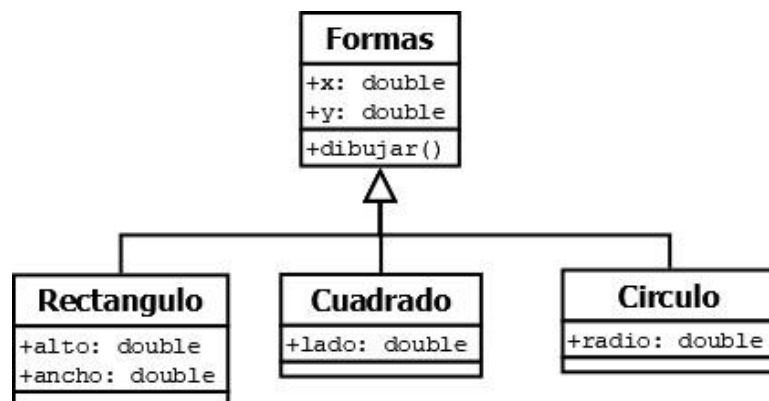 Formas
+x: double
+y: double
+dibujar()
Rectangulo
+alto: double
+ancho: double
Cuadrado
+lado: double
Circulo
+radio: double